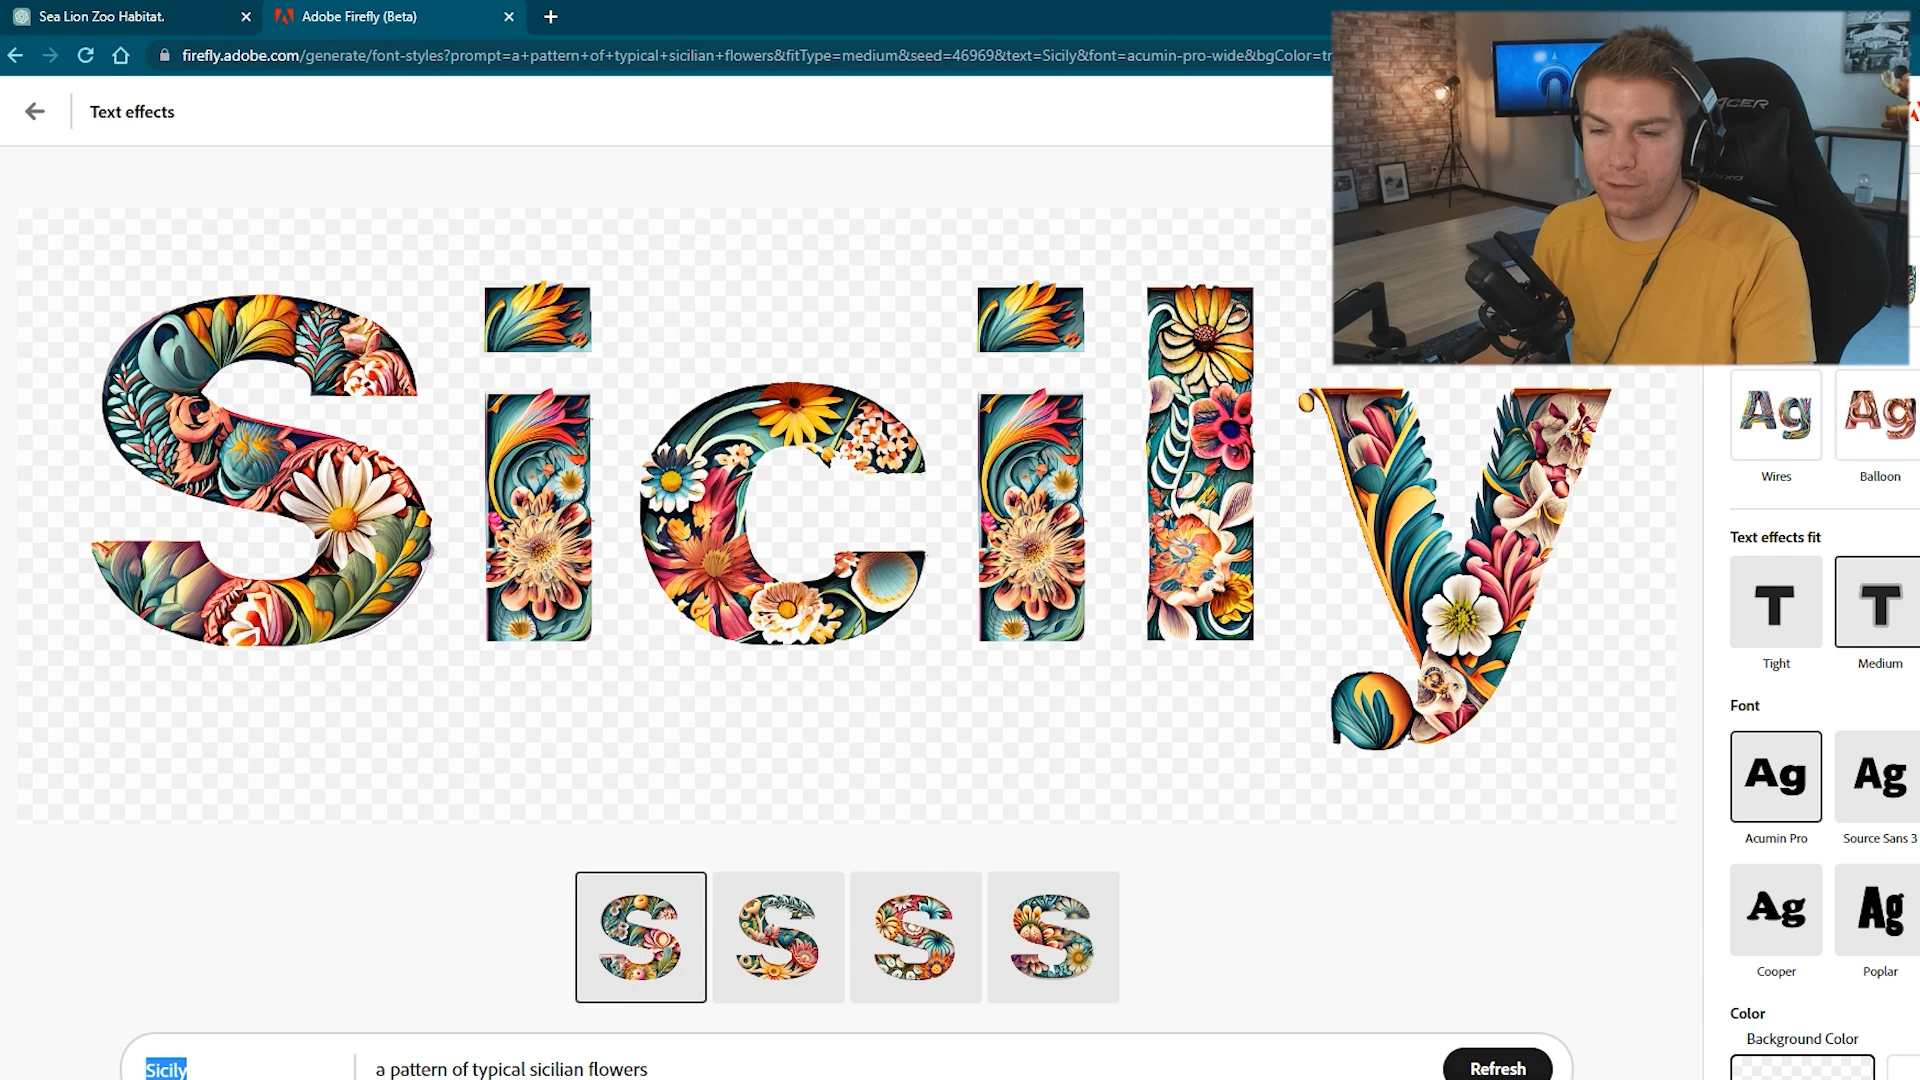 Sea Lion Zoo Habitat.
Adobe Firefly (Beta)
firefly.adobe.com/generate/font-styles?prompt=a+pattern+of+typical+sicilian+flowers&fitType=medium&seed=46969&text=Sicily&font=acumin-pro-wide&bgColor=tr
Text effects
ACER
Sicily
Ag Ag
Wires Balloon
Text effects fit
T T
Tight Medium
Font
Ag Ag
Acumin Pro Source Sans 3
Ag Ag
Cooper Poplar
S S S S
Color
Background Color
Sicily a pattern of typical sicilian flowers Refresh